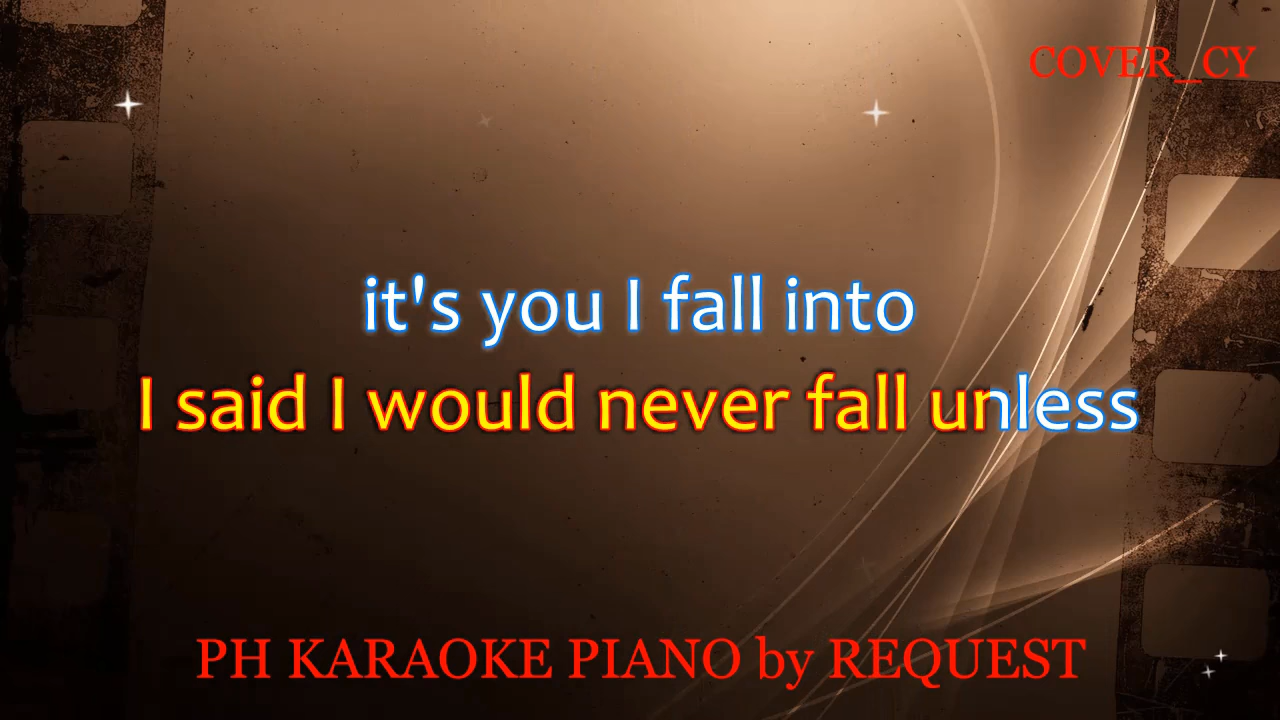 COVER_CY
it's you I fall into
I said I would never fall unless
PH KARAOKE PIANO by REQUEST